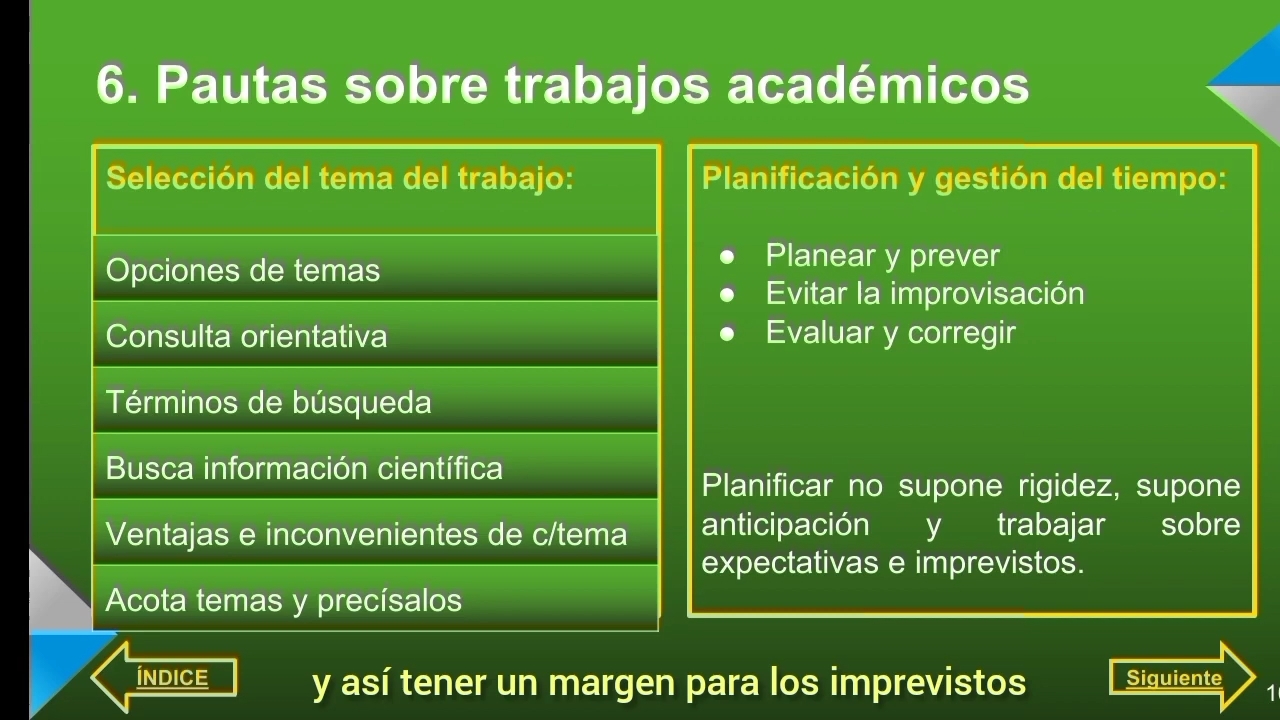 6. Pautas sobre trabajos académicos
Selección del tema del trabajo:
Opciones de temas
Consulta orientativa
Términos de búsqueda
Busca información científica
Ventajas e inconvenientes de c/tema
Acota temas y precísalos
Planificación y gestión del tiempo:
● Planear y prever
● Evitar la improvisación
● Evaluar y corregir
Planificar no supone rigidez, supone
anticipación y trabajar sobre
expectativas e imprevistos.
ÍNDICE
y así tener un margen para los imprevistos
Siguiente